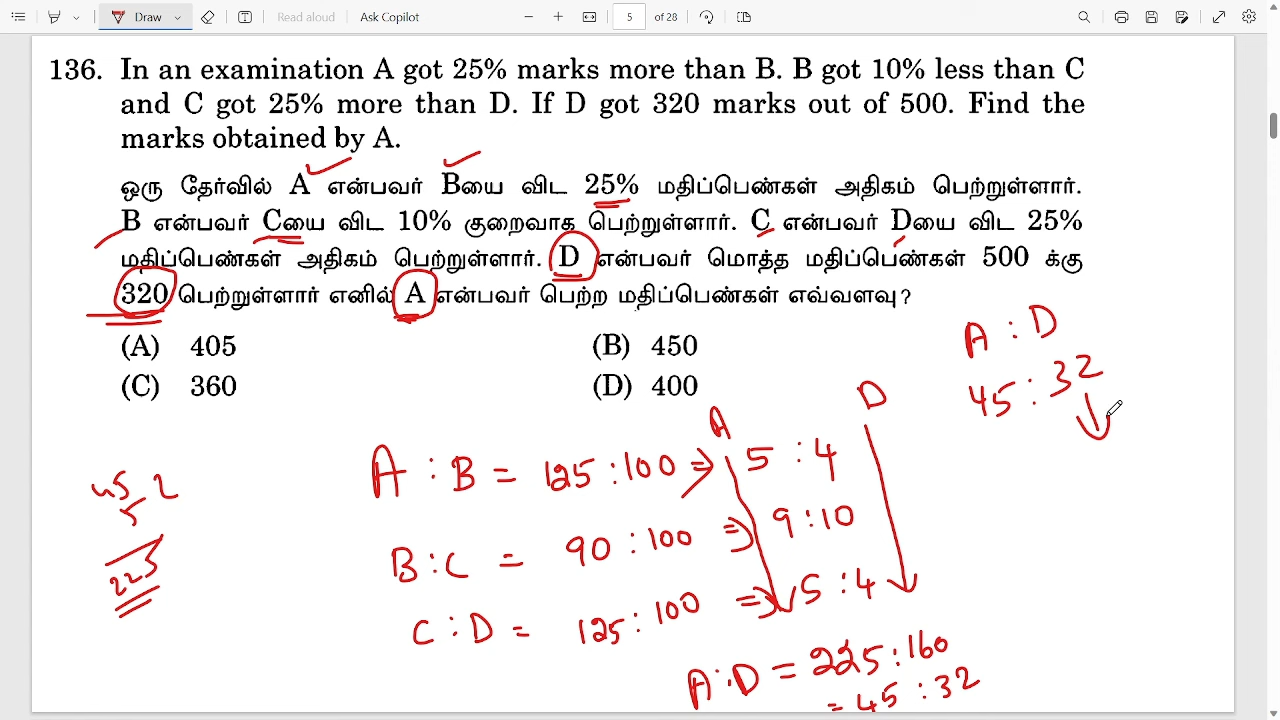 Draw
Read aloud
Ask Copilot
5
of 28
136. In an examination A got 25% marks more than B. B got 10% less than C
and C got 25% more than D. If D got 320 marks out of 500. Find the
marks obtained by A.
ஒரு தேர்வில் A என்பவர் Bயை விட 25% மதிப்பெண்கள் அதிகம் பெற்றுள்ளார்.
B என்பவர் Cயை விட 10% குறைவாக பெற்றுள்ளார். C என்பவர் Dயை விட 25%
மதிப்பெண்கள் அதிகம் பெற்றுள்ளார். D என்பவர் மொத்த மதிப்பெண்கள் 500 க்கு
320 பெற்றுள்ளார் எனில் A என்பவர் பெற்ற மதிப்பெண்கள் எவ்வளவு?
(A) 405
(B) 450
(C) 360
(D) 400
A : D
45 : 32
A D
A : B = 125 : 100 ⇒ 5 : 4
B : C = 90 : 100 ⇒ 9 : 10
C : D = 125 : 100 ⇒ 5 : 4
A : D = 225 : 160
= 45 : 32
45 2
5
225